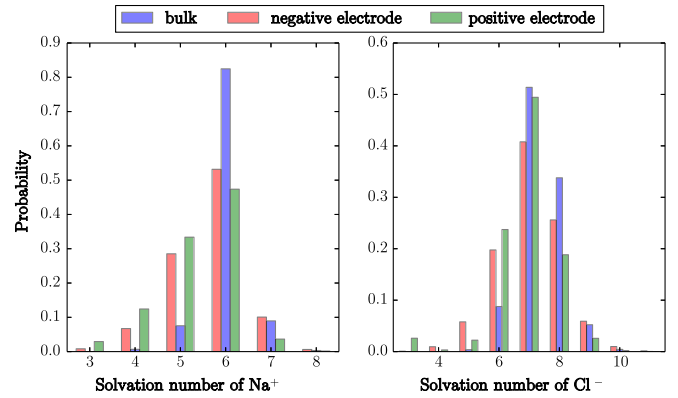 bulk negative electrode positive electrode
0.9
0.8
0.7
0.6
0.5
0.4
0.3
0.2
0.1
0.0
Probability
3 4 5 6 7 8
Solvation number of Na⁺
0.6
0.5
0.4
0.3
0.2
0.1
0.0
4 6 8 10
Solvation number of Cl⁻